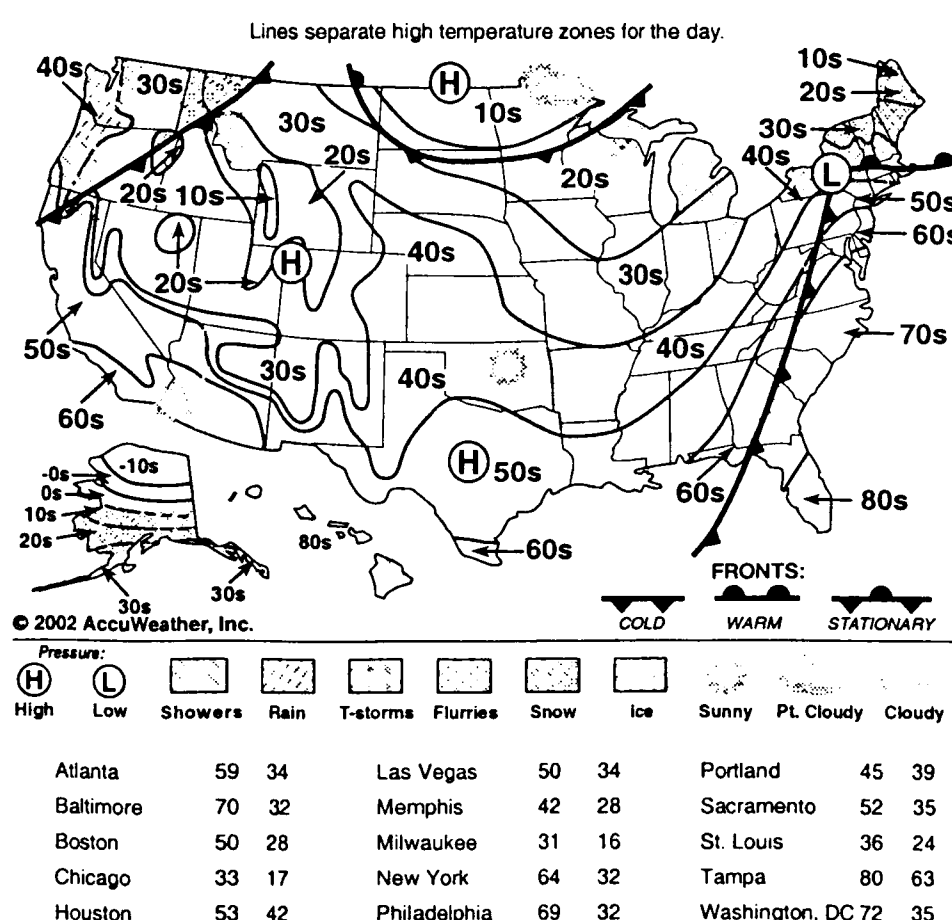 Lines separate high temperature zones for the day.
40s 30s H 10s 10s
20s
30s 30s
20s 40s L
20s 10s 20s 50s
60s
40s
H
20s 30s
50s 70s
30s 40s 40s
60s
H 50s
-0s -10s
0s 60s 80s
10s
20s 80s 60s
30s 30s
FRONTS:
© 2002 AccuWeather, Inc. COLD WARM STATIONARY
Pressure:
H L
High Low Showers Rain T-storms Flurries Snow Ice Sunny Pt. Cloudy Cloudy
Atlanta 59 34 Las Vegas 50 34 Portland 45 39
Baltimore 70 32 Memphis 42 28 Sacramento 52 35
Boston 50 28 Milwaukee 31 16 St. Louis 36 24
Chicago 33 17 New York 64 32 Tampa 80 63
Houston 53 42 Philadelphia 69 32 Washington, DC 72 35